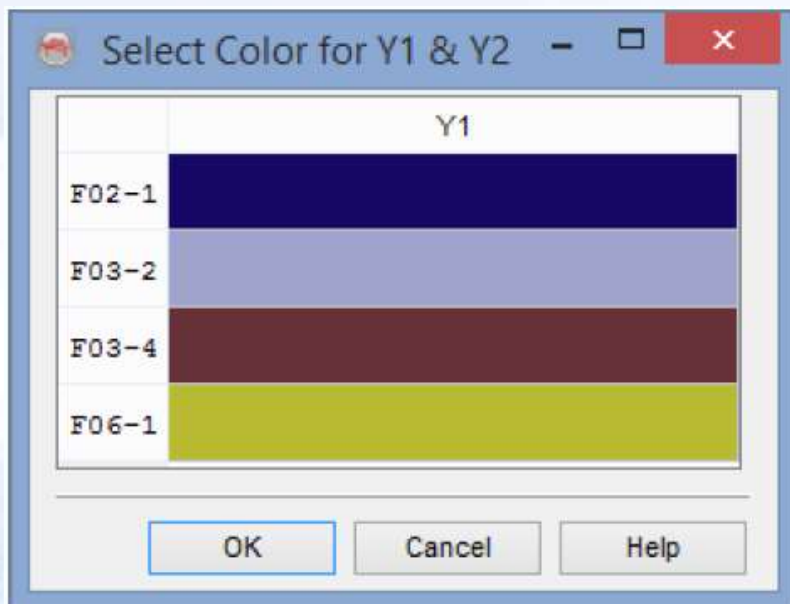 Select Color for Y1 & Y2
Y1
F02-1
F03-2
F03-4
F06-1
OK Cancel Help